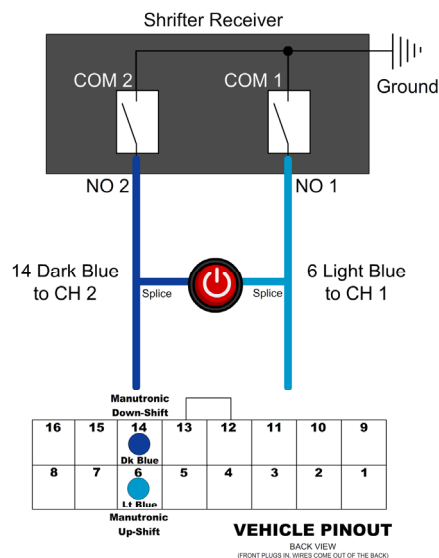 Shrifter Receiver
COM 2
COM 1
Ground
NO 2
NO 1
14 Dark Blue
to CH 2
6 Light Blue
to CH 1
Splice
Splice
Manutronic
Down-Shift
16 15 14 13 12 11 10 9
Dk Blue
8 7 6 5 4 3 2 1
Lt Blue
Manutronic
Up-Shift
VEHICLE PINOUT
BACK VIEW
(FRONT PLUGS IN, WIRES COME OUT OF THE BACK)